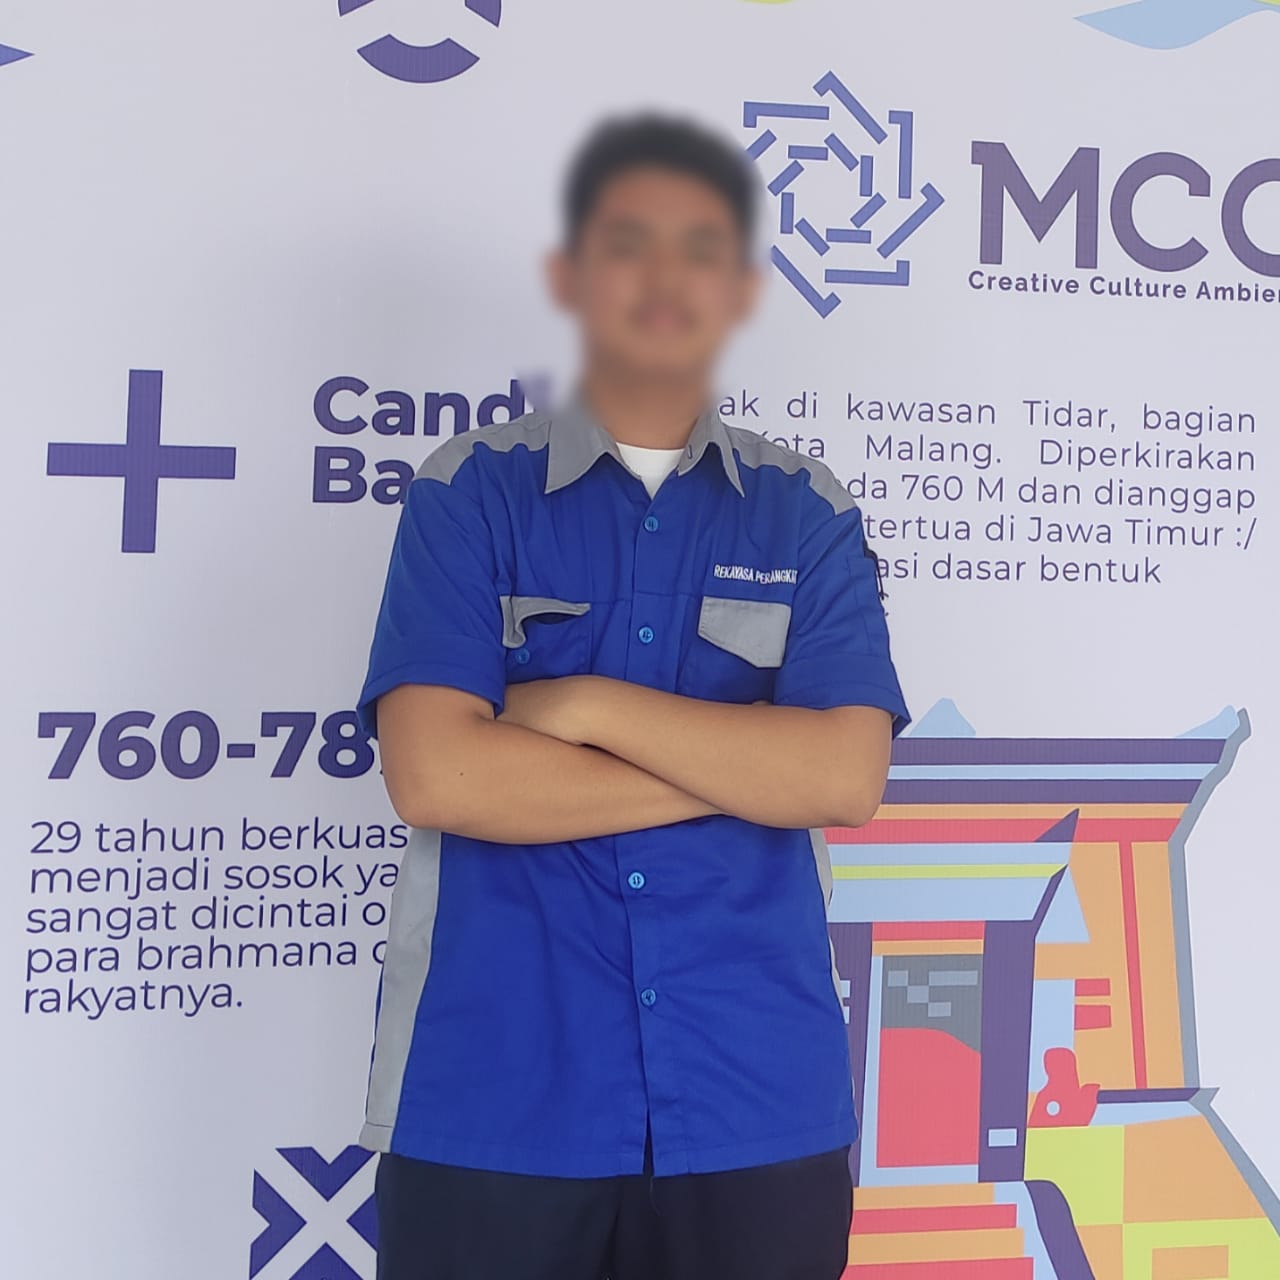 MCC
Creative Culture Ambien
Cand
Ba
ak di kawasan Tidar, bagian
Kota Malang. Diperkirakan
da 760 M dan dianggap
tertua di Jawa Timur :/
asi dasar bentuk
REKAYASA PERANGKAT
760-78
29 tahun berkuas
menjadi sosok ya
sangat dicintai o
para brahmana d
rakyatnya.